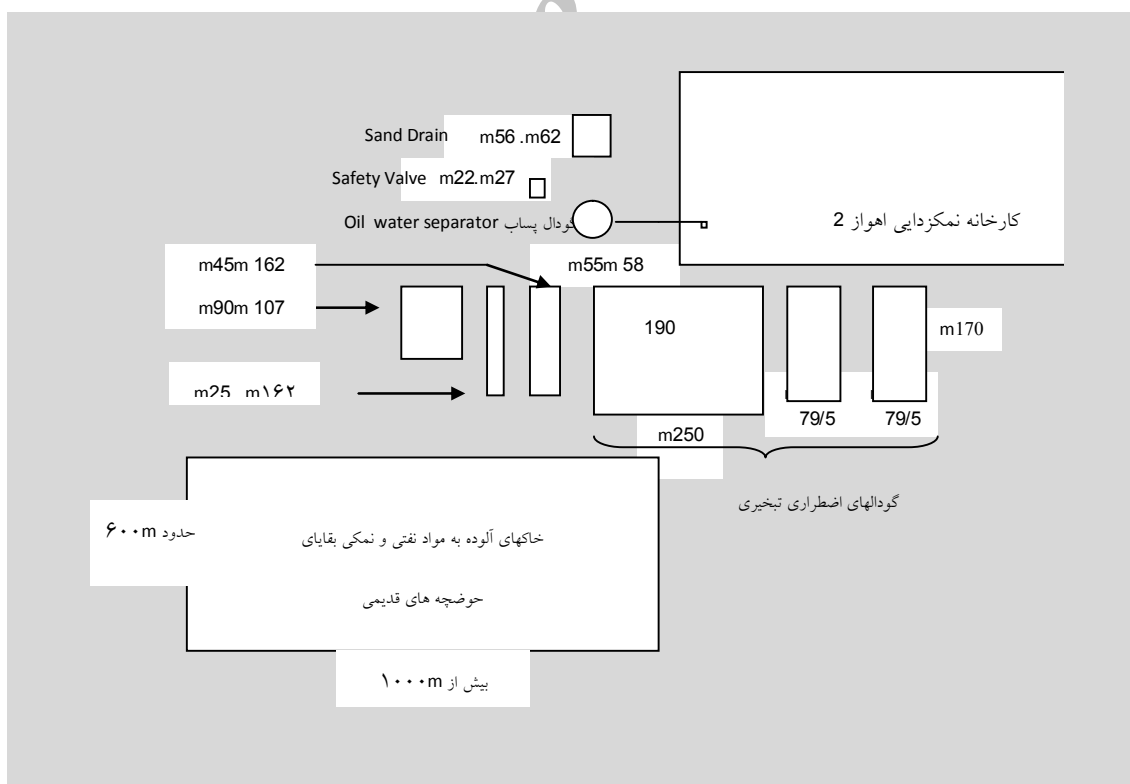 Sand Drain m56 .m62
Safety Valve m22.m27
Oil water separator گودال پساب
کارخانه نمکزدایی اهواز 2
m45m 162
m55m 58
m90m 107
190
m170
m25 m۱۶۲
79/5
79/5
m250
گودالهای اضطراری تبخیری
حدود ۶۰۰m
خاکهای آلوده به مواد نفتی و نمکی بقایای
حوضچه های قدیمی
بیش از ۱۰۰۰m